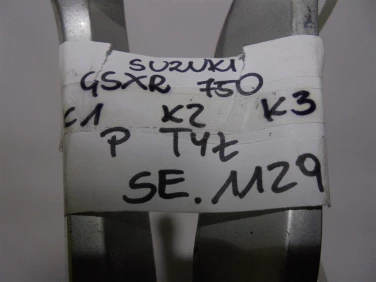 SUZUKI
GSXR 750
K1 K2 K3
P TYŁ
SE. 1129